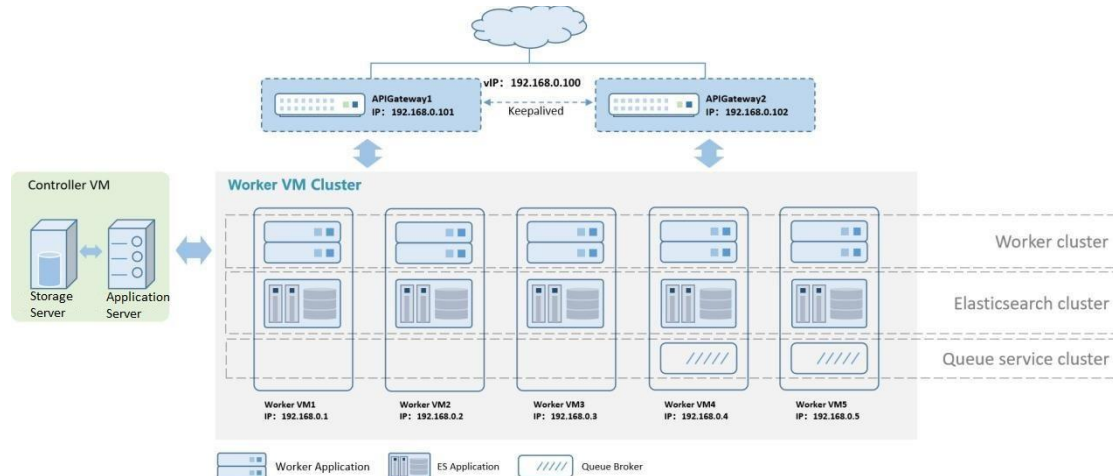 vIP: 192.168.0.100
APIGateway1
IP: 192.168.0.101
Keepalived
APIGateway2
IP: 192.168.0.102
Controller VM
Storage
Server
Application
Server
Worker VM Cluster
Worker cluster
Elasticsearch cluster
Queue service cluster
Worker VM1
IP: 192.168.0.1
Worker VM2
IP: 192.168.0.2
Worker VM3
IP: 192.168.0.3
Worker VM4
IP: 192.168.0.4
Worker VM5
IP: 192.168.0.5
Worker Application
ES Application
Queue Broker